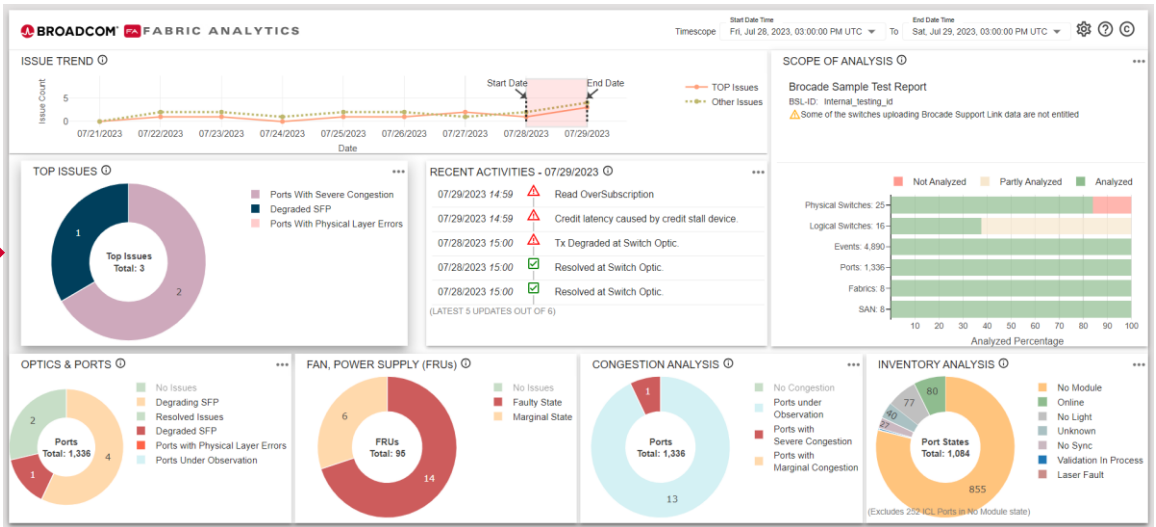 BROADCOM® FA FABRIC ANALYTICS
Timescope
Start Date Time
Fri, Jul 28, 2023, 03:00:00 PM UTC
To
End Date Time
Sat, Jul 29, 2023, 03:00:00 PM UTC
ISSUE TREND
Issue Count
5
0
Start Date
End Date
07/21/2023 07/22/2023 07/23/2023 07/24/2023 07/25/2023 07/26/2023 07/27/2023 07/28/2023 07/29/2023
Date
TOP Issues
Other Issues
SCOPE OF ANALYSIS
Brocade Sample Test Report
BSL-ID: Internal_testing_id
Some of the switches uploading Brocade Support Link data are not entitled
Not Analyzed Partly Analyzed Analyzed
Physical Switches: 25
Logical Switches: 16
Events: 4,890
Ports: 1,336
Fabrics: 8
SAN: 8
10 20 30 40 50 60 70 80 90 100
Analyzed Percentage
TOP ISSUES
1
2
Top Issues
Total: 3
Ports With Severe Congestion
Degraded SFP
Ports With Physical Layer Errors
RECENT ACTIVITIES - 07/29/2023
07/29/2023 14:59 Read OverSubscription
07/29/2023 14:59 Credit latency caused by credit stall device.
07/28/2023 15:00 Tx Degraded at Switch Optic.
07/28/2023 15:00 Resolved at Switch Optic.
07/28/2023 15:00 Resolved at Switch Optic.
(LATEST 5 UPDATES OUT OF 6)
OPTICS & PORTS
2
4
1
Ports
Total: 1,336
No Issues
Degrading SFP
Resolved Issues
Degraded SFP
Ports with Physical Layer Errors
Ports Under Observation
FAN, POWER SUPPLY (FRUs)
6
14
FRUs
Total: 95
No Issues
Faulty State
Marginal State
CONGESTION ANALYSIS
1
13
Ports
Total: 1,336
No Congestion
Ports under
Observation
Ports with
Severe Congestion
Ports with
Marginal Congestion
INVENTORY ANALYSIS
80
77
40
27
855
Port States
Total: 1,084
No Module
Online
No Light
Unknown
No Sync
Validation In Process
Laser Fault
(Excludes 252 ICL Ports in No Module state)